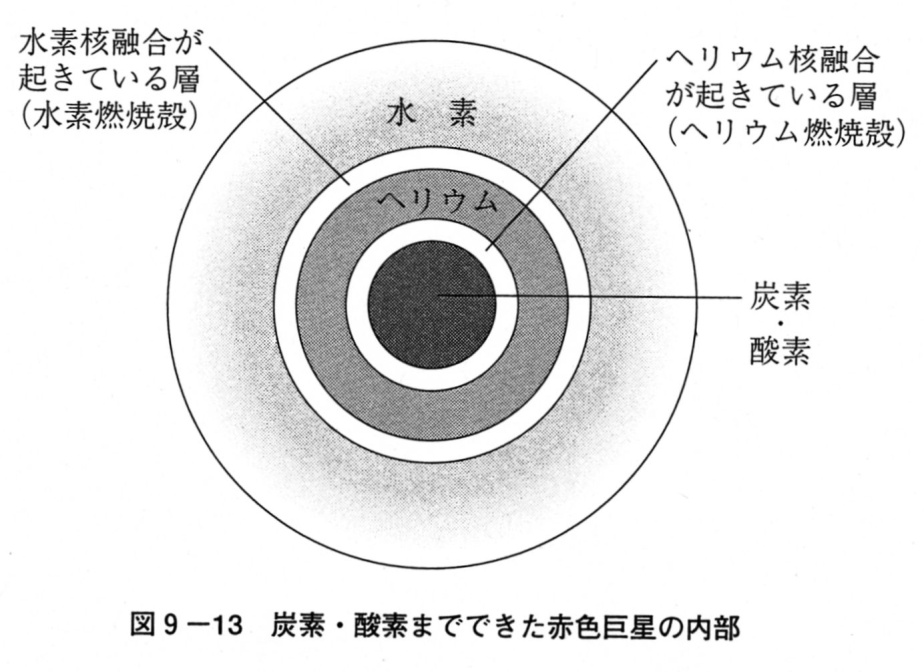 水素核融合が
起きている層
(水素燃焼殻)
ヘリウム核融合
が起きている層
(ヘリウム燃焼殻)
水 素
ヘリウム
炭素
・
酸素
図9－13 炭素・酸素までできた赤色巨星の内部